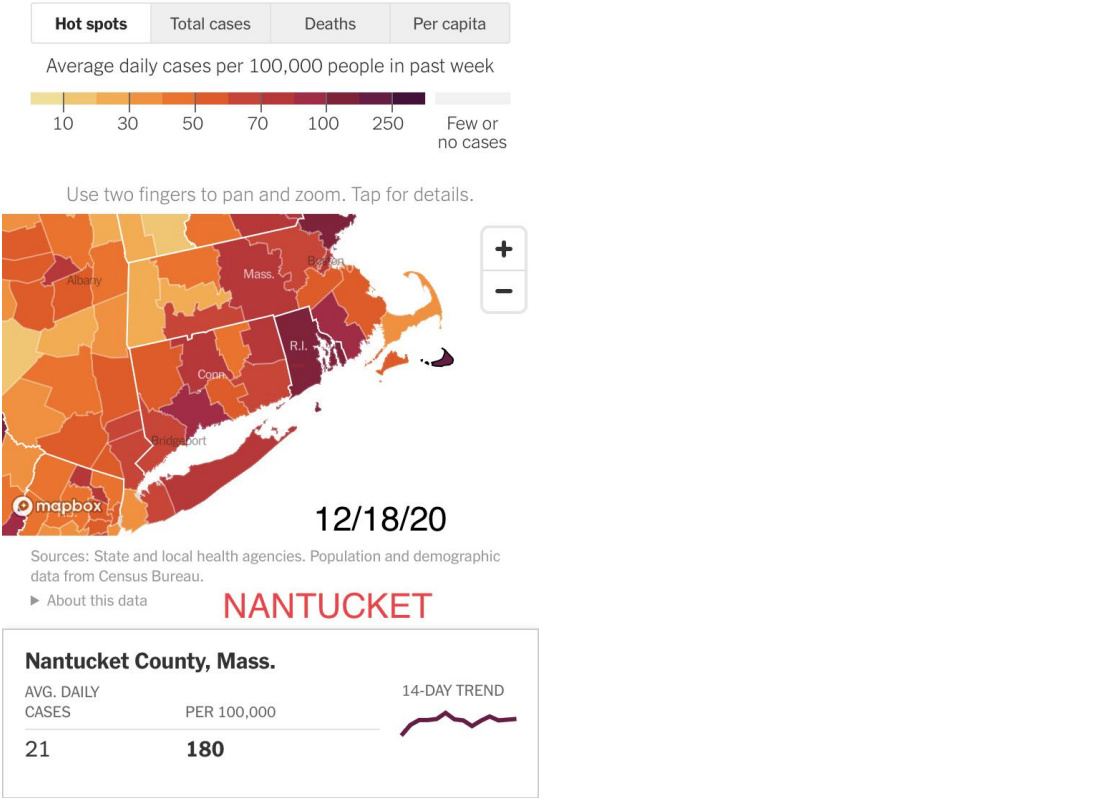 Hot spots Total cases Deaths Per capita
Average daily cases per 100,000 people in past week
10 30 50 70 100 250 Few or
no cases
Use two fingers to pan and zoom. Tap for details.
+
−
Boston
Mass.
Albany
R.I.
Conn.
Bridgeport
mapbox
12/18/20
Sources: State and local health agencies. Population and demographic
data from Census Bureau.
▶ About this data
NANTUCKET
Nantucket County, Mass.
AVG. DAILY
CASES PER 100,000
14-DAY TREND
21 180